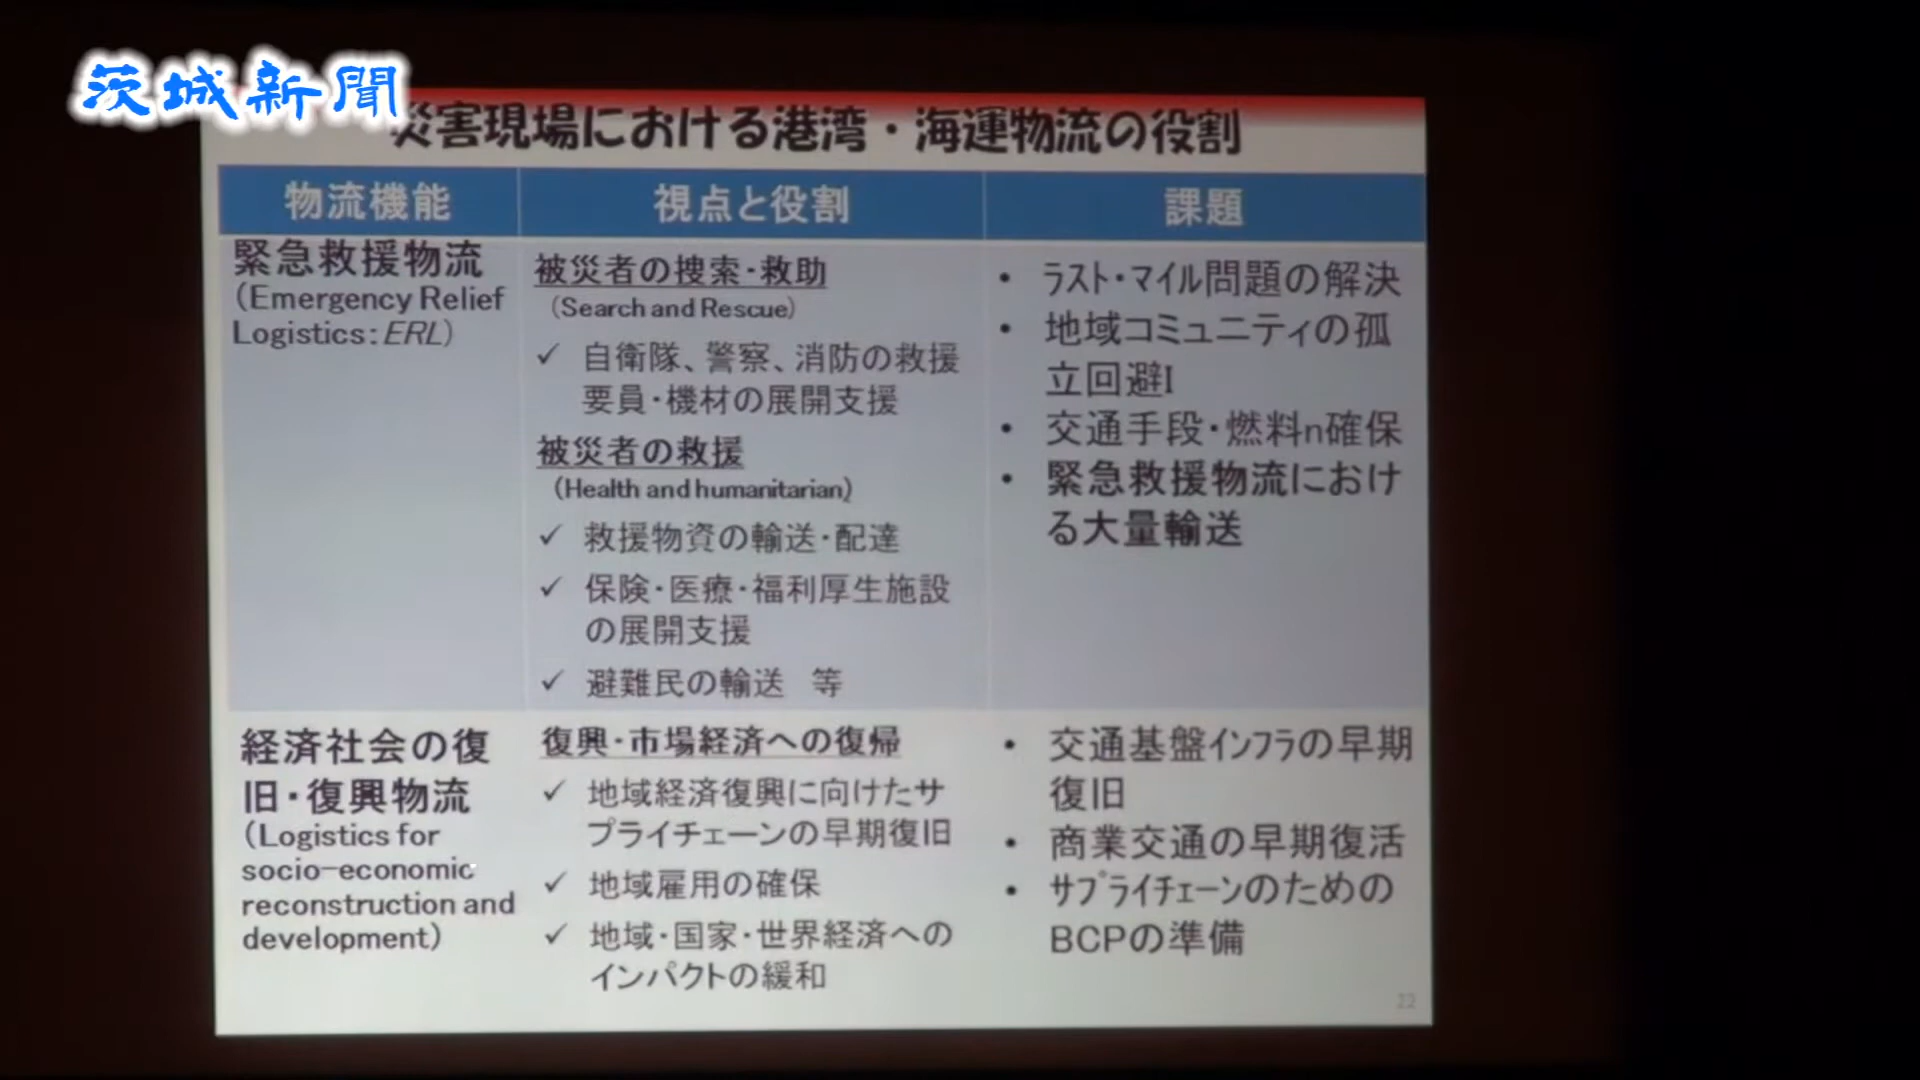 茨城新聞
災害現場における港湾・海運物流の役割
物流機能
視点と役割
課題
緊急救援物流
(Emergency Relief
Logistics:ERL)
被災者の捜索・救助
(Search and Rescue)
✓ 自衛隊、警察、消防の救援
要員・機材の展開支援
被災者の救援
(Health and humanitarian)
✓ 救援物資の輸送・配達
✓ 保険・医療・福利厚生施設
の展開支援
✓ 避難民の輸送 等
• ラスト・マイル問題の解決
• 地域コミュニティの孤
立回避I
• 交通手段・燃料n確保
• 緊急救援物流におけ
る大量輸送
経済社会の復
旧・復興物流
(Logistics for
socio-economic
reconstruction and
development)
復興・市場経済への復帰
✓ 地域経済復興に向けたサ
プライチェーンの早期復旧
✓ 地域雇用の確保
✓ 地域・国家・世界経済への
インパクトの緩和
• 交通基盤インフラの早期
復旧
• 商業交通の早期復活
• サプライチェーンのための
BCPの準備
22